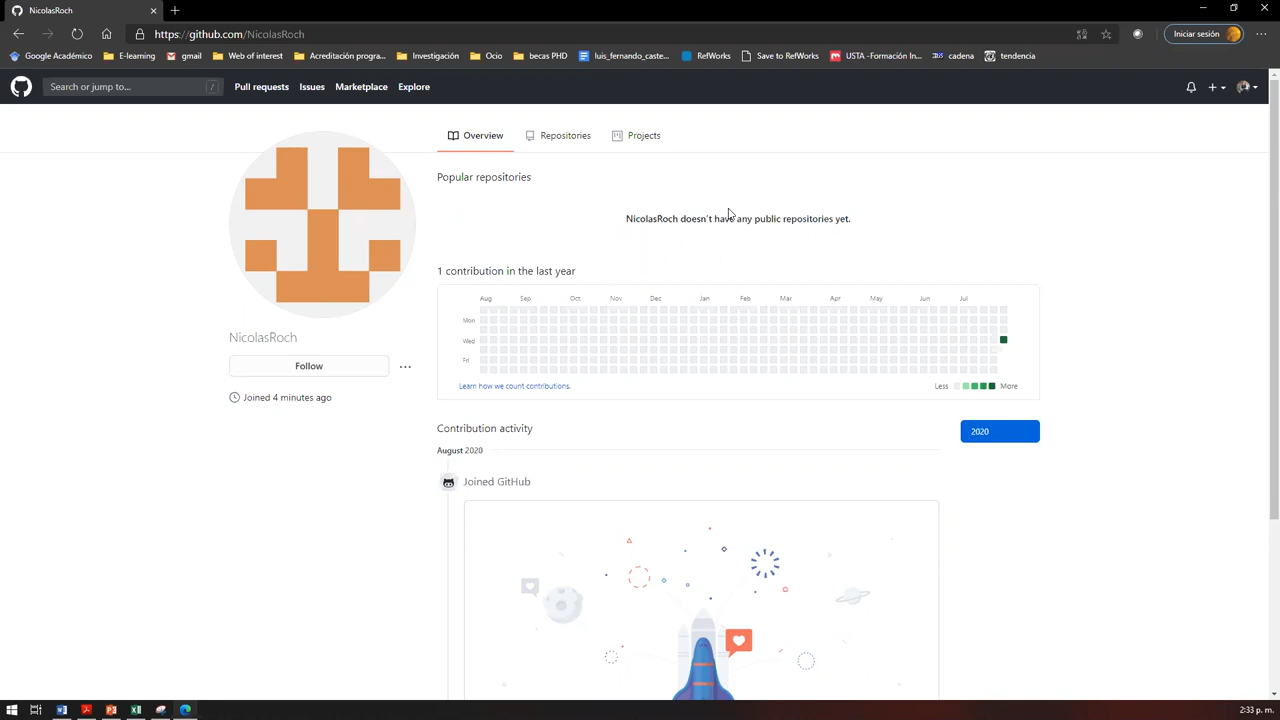 NicolasRoch
https://github.com/NicolasRoch
Iniciar sesión
Google Académico
E-Learning
gmail
Web of interest
Acreditación progra...
Investigación
Ocio
becas PHD
luis_fernando_caste...
RefWorks
Save to RefWorks
USTA -Formación In...
cadena
tendencia
Search or jump to...
/
Pull requests
Issues
Marketplace
Explore
Overview
Repositories
Projects
Popular repositories
NicolasRoch doesn't have any public repositories yet.
1 contribution in the last year
Aug Sep Oct Nov Dec Jan Feb Mar Apr May Jun Jul
Mon
Wed
Fri
Learn how we count contributions.
Less
More
NicolasRoch
Follow
Joined 4 minutes ago
Contribution activity
2020
August 2020
Joined GitHub
2:33 p. m.